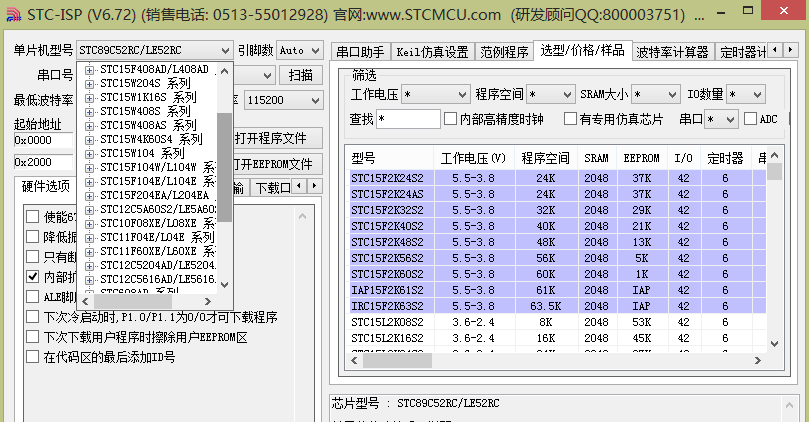 STC-ISP (V6.72) (销售电话: 0513-55012928) 官网:www.STCMCU.com (研发顾问QQ:800003751) ...
单片机型号 STC89C52RC/LE52RC 引脚数 Auto
串口号 扫描
最低波特率 115200
起始地址
0x0000 打开程序文件
0x2000 打开EEPROM文件
硬件选项 输 下载口
STC15F408AD/L408AD
STC15W204S 系列
STC15W1K16S 系列
STC15W408S 系列
STC15W408AS 系列
STC15W4K60S4 系列
STC15W104 系列
STC15F104W/L104W 系列
STC15F104E/L104E 系列
STC15F204EA/L204EA
STC12C5A60S2/LE5A60
STC10F08XE/L08XE 系列
STC11F04E/L04E 系列
STC11F60XE/L60XE 系列
STC12C5204AD/LE5204
STC12C5616AD/LE5616
使能6
降低振
只有断
内部扩
ALE脚
下次冷启动时,P1.0/P1.1为0/0才可下载程序
下次下载用户程序时擦除用户EEPROM区
在代码区的最后添加ID号
串口助手 Keil仿真设置 范例程序 选型/价格/样品 波特率计算器 定时器计
筛选
工作电压 * 程序空间 * SRAM大小 * IO数量 *
查找 * 内部高精度时钟 有专用仿真芯片 串口 * ADC
型号 工作电压(V) 程序空间 SRAM EEPROM I/O 定时器 串
STC15F2K24S2 5.5-3.8 24K 2048 37K 42 6
STC15F2K24AS 5.5-3.8 24K 2048 37K 42 6
STC15F2K32S2 5.5-3.8 32K 2048 29K 42 6
STC15F2K40S2 5.5-3.8 40K 2048 21K 42 6
STC15F2K48S2 5.5-3.8 48K 2048 13K 42 6
STC15F2K56S2 5.5-3.8 56K 2048 5K 42 6
STC15F2K60S2 5.5-3.8 60K 2048 1K 42 6
IAP15F2K61S2 5.5-3.8 61K 2048 IAP 42 6
IRC15F2K63S2 5.5-3.8 63.5K 2048 IAP 42 6
STC15L2K08S2 3.6-2.4 8K 2048 53K 42 6
STC15L2K16S2 3.6-2.4 16K 2048 45K 42 6
芯片型号 : STC89C52RC/LE52RC